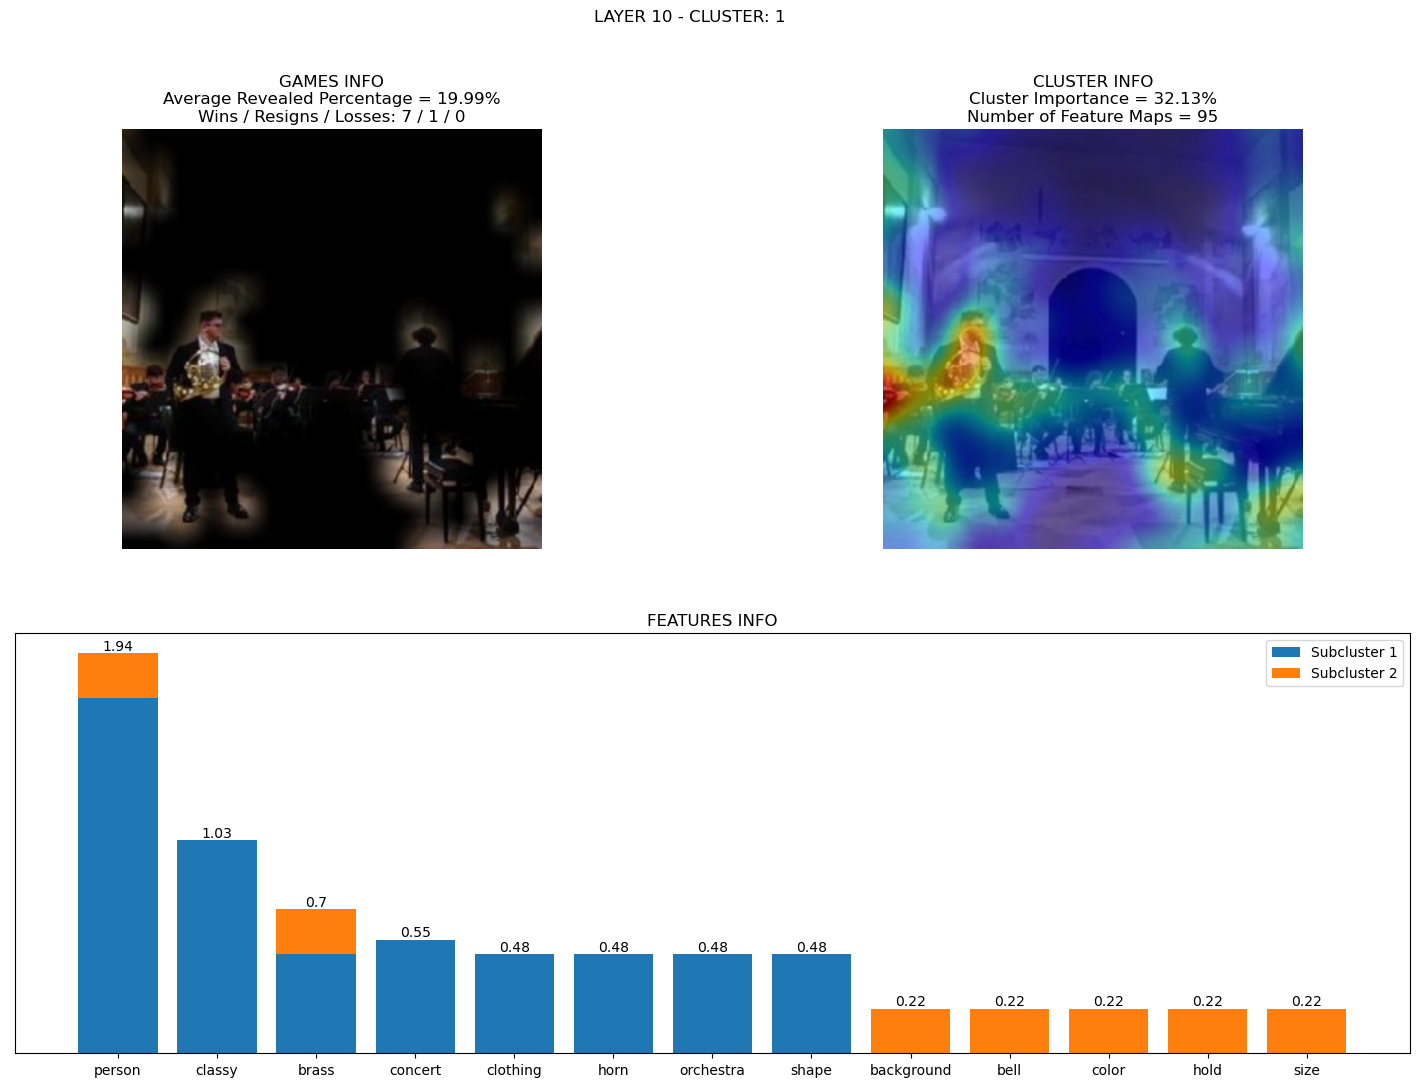 LAYER 10 - CLUSTER: 1
GAMES INFO
Average Revealed Percentage = 19.99%
Wins / Resigns / Losses: 7 / 1 / 0
CLUSTER INFO
Cluster Importance = 32.13%
Number of Feature Maps = 95
FEATURES INFO
Subcluster 1
Subcluster 2
1.94
1.03
0.7
0.55
0.48
0.48
0.48
0.48
0.22
0.22
0.22
0.22
0.22
person
classy
brass
concert
clothing
horn
orchestra
shape
background
bell
color
hold
size